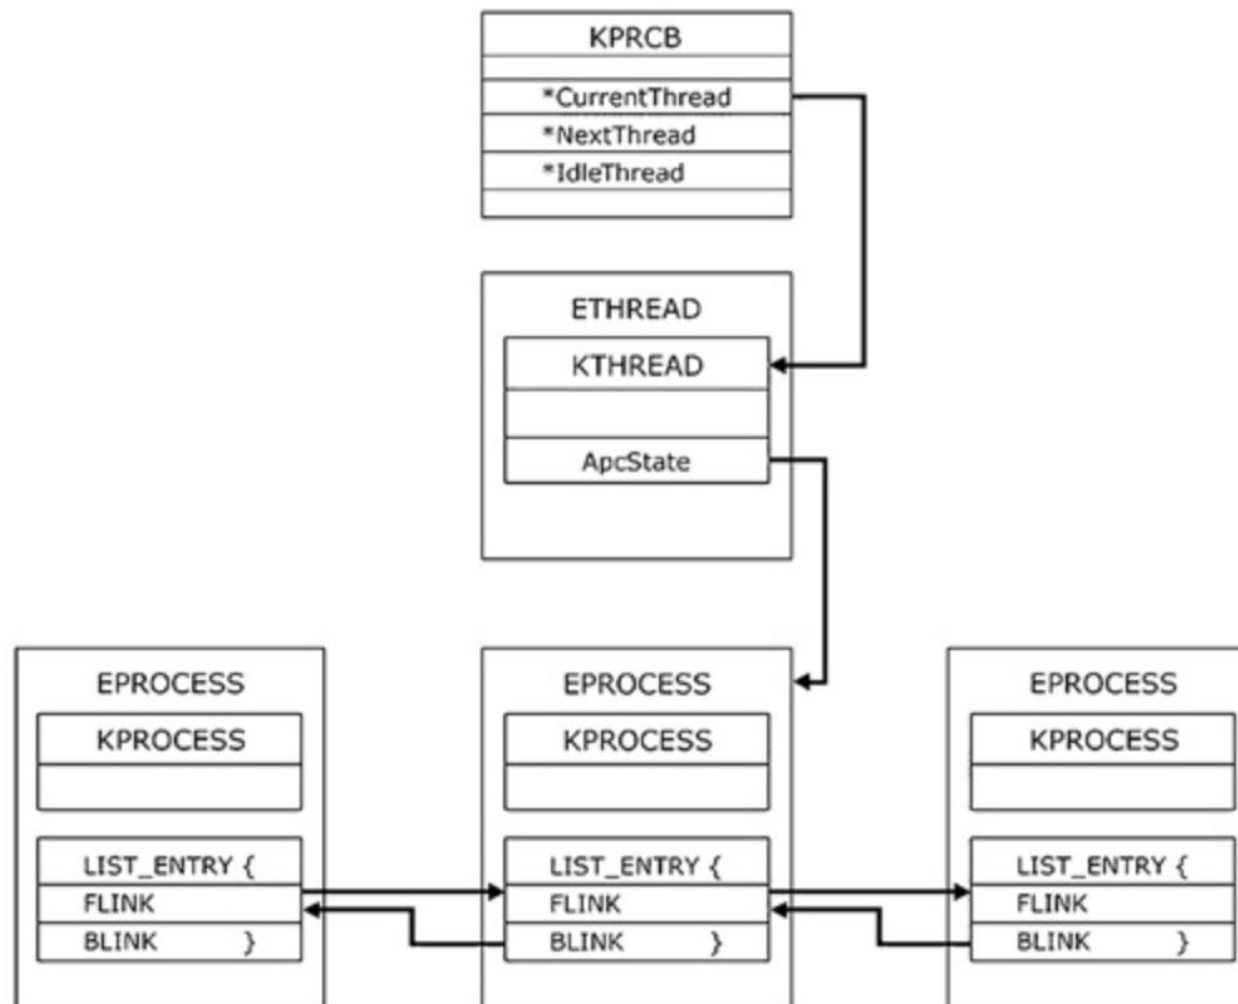 KPRCB
*CurrentThread
*NextThread
*IdleThread
ETHREAD
KTHREAD
ApcState
EPROCESS
KPROCESS
LIST_ENTRY {
FLINK
BLINK }
EPROCESS
KPROCESS
LIST_ENTRY {
FLINK
BLINK }
EPROCESS
KPROCESS
LIST_ENTRY {
FLINK
BLINK }